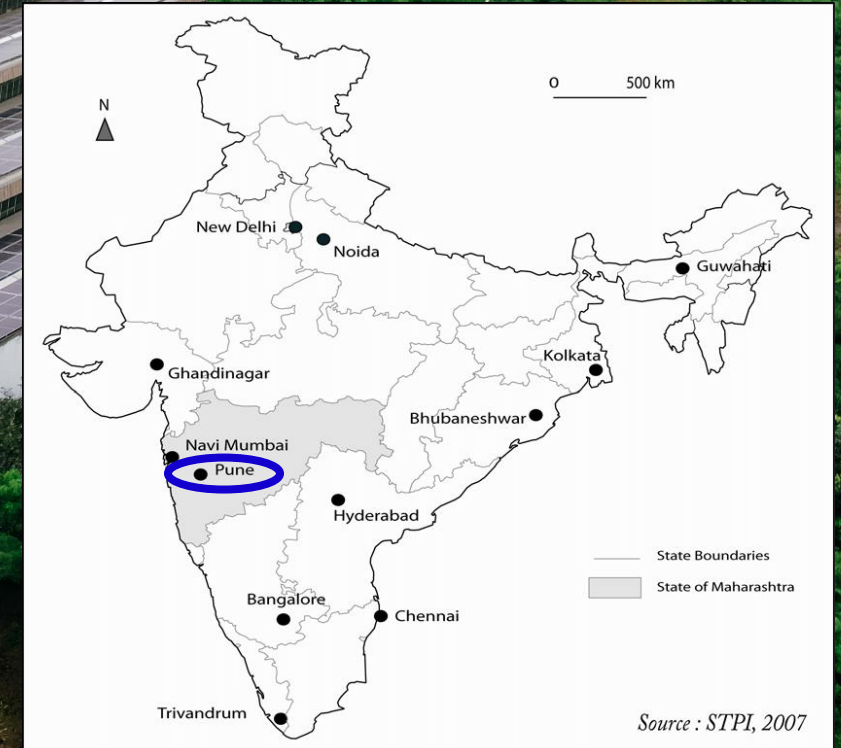 O 500 km
N
New Delhi
Noida
Guwahati
Kolkata
Ghandinagar
Bhubaneshwar
Navi Mumbai
Pune
Hyderabad
State Boundaries
State of Maharashtra
Bangalore
Chennai
Trivandrum
Source : STPI, 2007